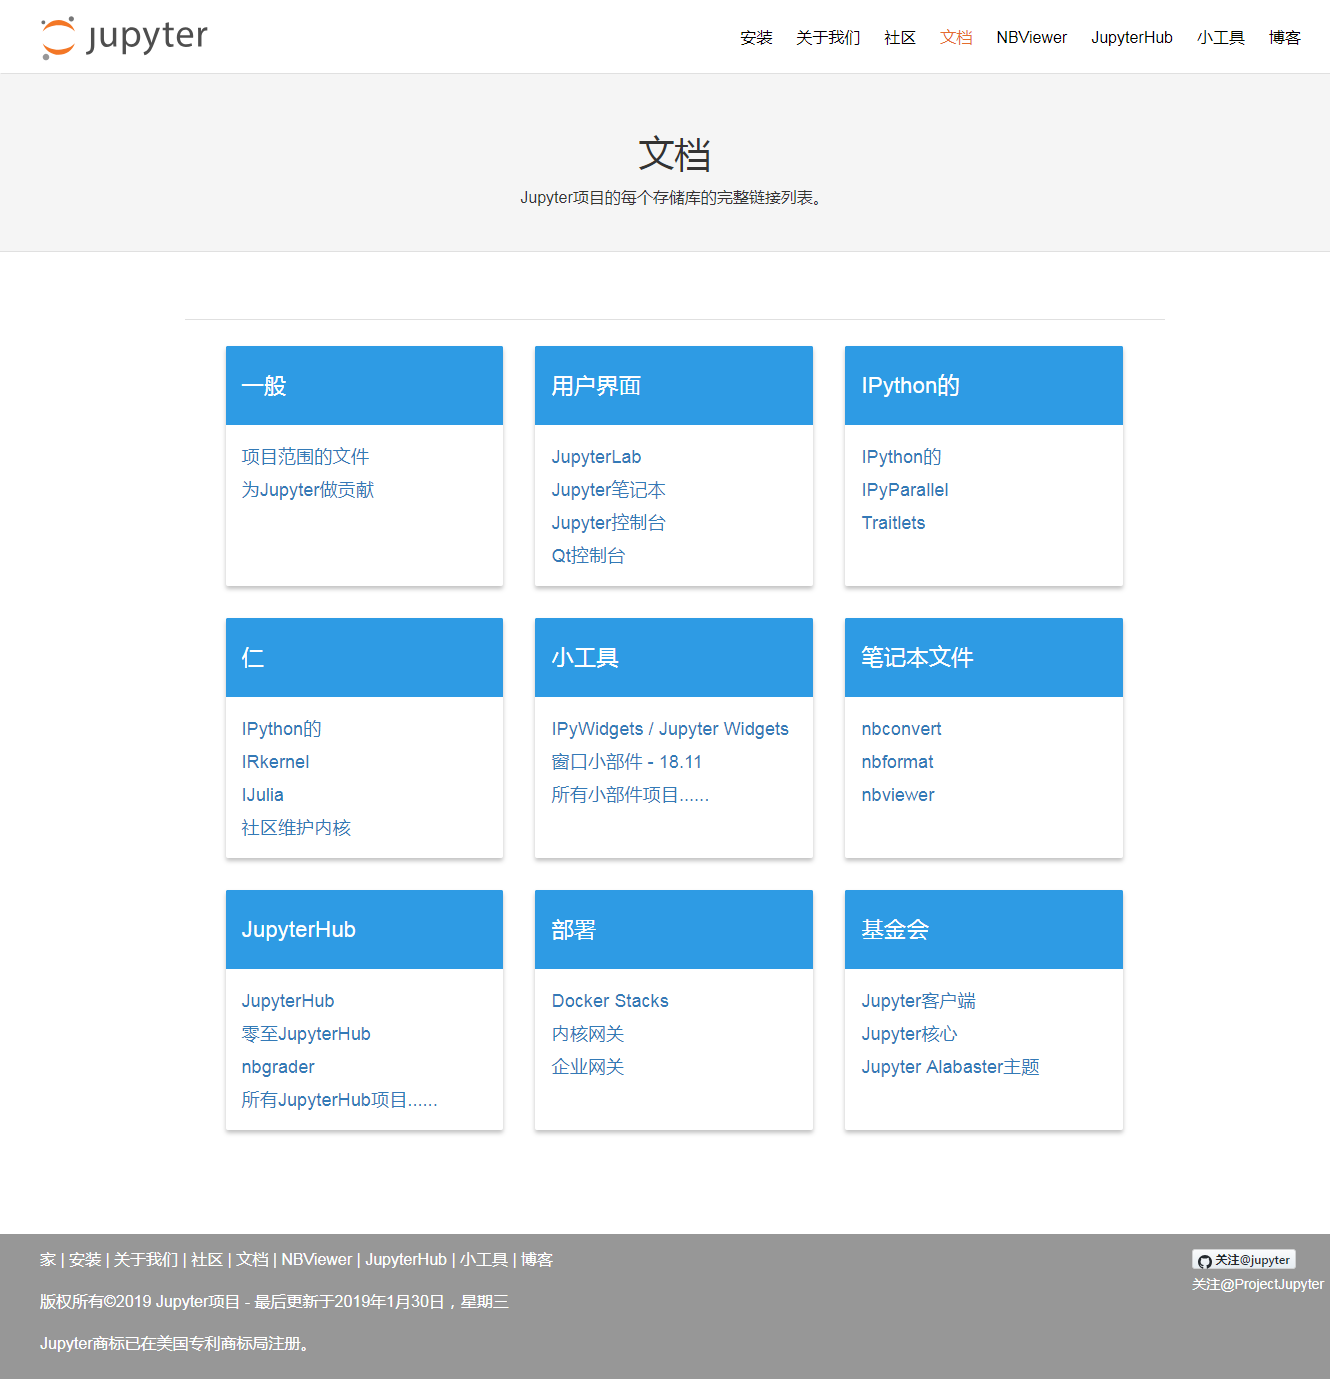 jupyter
安装 关于我们 社区 文档 NBViewer JupyterHub 小工具 博客
文档
Jupyter项目的每个存储库的完整链接列表。
一般
项目范围的文件
为Jupyter做贡献
用户界面
JupyterLab
Jupyter笔记本
Jupyter控制台
Qt控制台
IPython的
IPython的
IPyParallel
Traitlets
仁
IPython的
IRkernel
IJulia
社区维护内核
小工具
IPyWidgets / Jupyter Widgets
窗口小部件 - 18.11
所有小部件项目......
笔记本文件
nbconvert
nbformat
nbviewer
JupyterHub
JupyterHub
零至JupyterHub
nbgrader
所有JupyterHub项目......
部署
Docker Stacks
内核网关
企业网关
基金会
Jupyter客户端
Jupyter核心
Jupyter Alabaster主题
家 | 安装 | 关于我们 | 社区 | 文档 | NBViewer | JupyterHub | 小工具 | 博客
版权所有©2019 Jupyter项目 - 最后更新于2019年1月30日，星期三
Jupyter商标已在美国专利商标局注册。
关注@jupyter
关注@ProjectJupyter